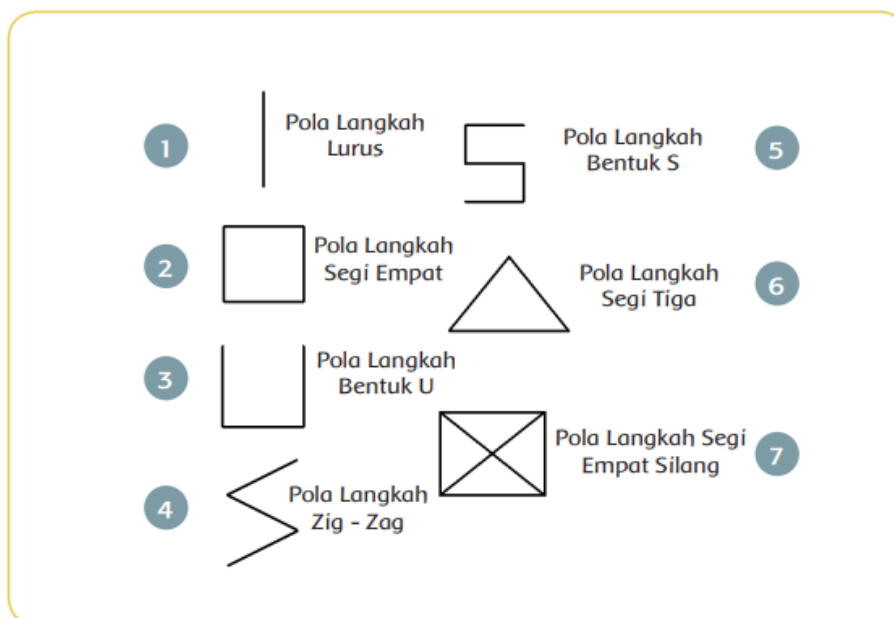 1
Pola Langkah
Lurus
2
Pola Langkah
Segi Empat
3
Pola Langkah
Bentuk U
4
Pola Langkah
Zig - Zag
Pola Langkah
Bentuk S
5
Pola Langkah
Segi Tiga
6
Pola Langkah Segi
Empat Silang
7